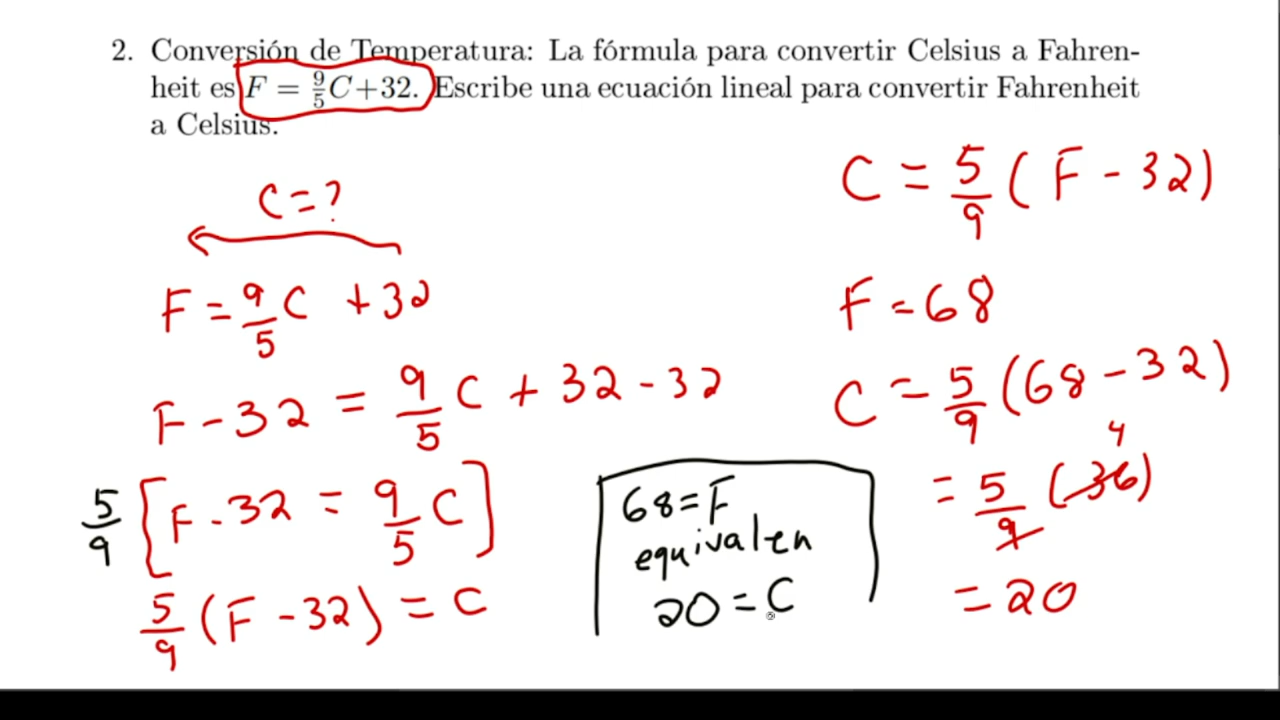 2. Conversión de Temperatura: La fórmula para convertir Celsius a Fahren-
heit es F = 9/5 C + 32. Escribe una ecuación lineal para convertir Fahrenheit
a Celsius.
C = ?
F = 9/5 C + 32
F - 32 = 9/5 C + 32 - 32
5/9 [F - 32 = 9/5 C]
5/9 (F - 32) = C
68 = F
equivalen
20 = C
C = 5/9 (F - 32)
F = 68
C = 5/9 (68 - 32)
4
= 5/9 (36)
= 20